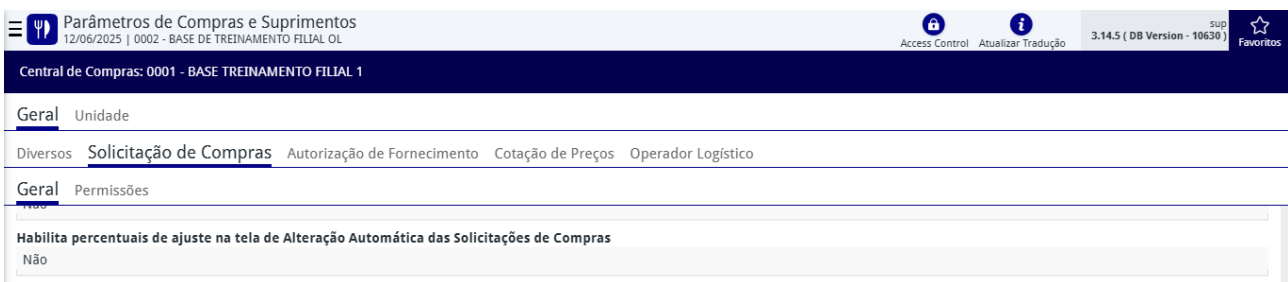 Parâmetros de Compras e Suprimentos
12/06/2025 | 0002 - BASE DE TREINAMENTO FILIAL OL
Access Control Atualizar Tradução
sup
3.14.5 ( DB Version - 10630 )
Favoritos
Central de Compras: 0001 - BASE TREINAMENTO FILIAL 1
Geral Unidade
Diversos Solicitação de Compras Autorização de Fornecimento Cotação de Preços Operador Logístico
Geral Permissões
Habilita percentuais de ajuste na tela de Alteração Automática das Solicitações de Compras
Não